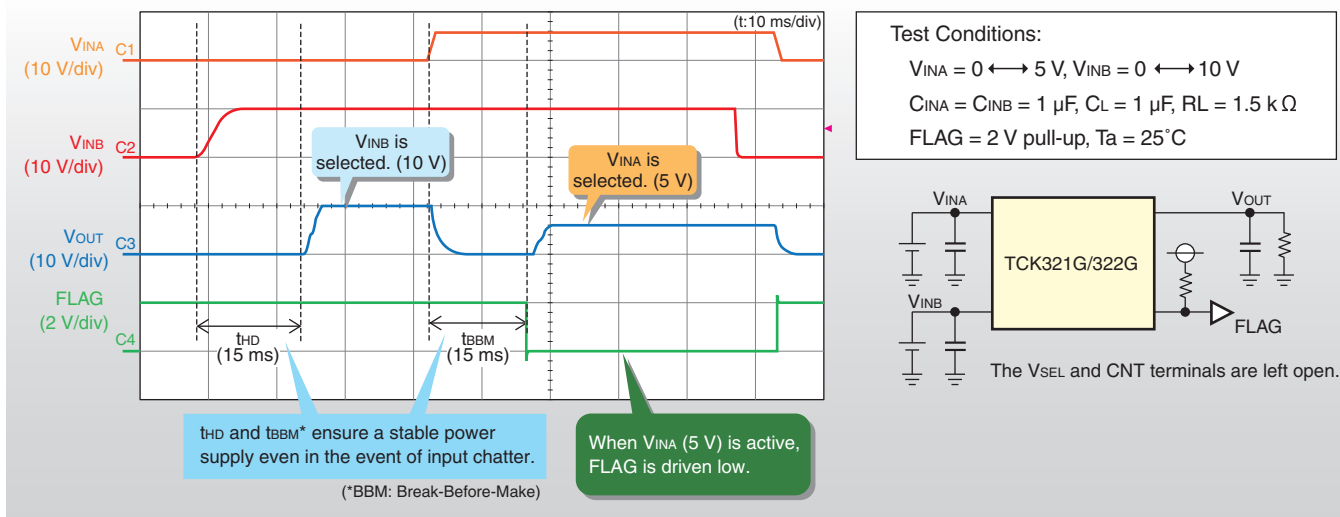 (t:10 ms/div)
VINA C1
(10 V/div)
VINB C2
(10 V/div)
VOUT C3
(10 V/div)
FLAG
(2 V/div) C4
VINB is
selected. (10 V)
VINA is
selected. (5 V)
tHD
(15 ms)
tBBM
(15 ms)
tHD and tBBM* ensure a stable power
supply even in the event of input chatter.
(*BBM: Break-Before-Make)
When VINA (5 V) is active,
FLAG is driven low.
Test Conditions:
VINA = 0 ⟷ 5 V, VINB = 0 ⟷ 10 V
CINA = CINB = 1 µF, CL = 1 µF, RL = 1.5 k Ω
FLAG = 2 V pull-up, Ta = 25°C
VINA
VOUT
TCK321G/322G
VINB
FLAG
The VSEL and CNT terminals are left open.